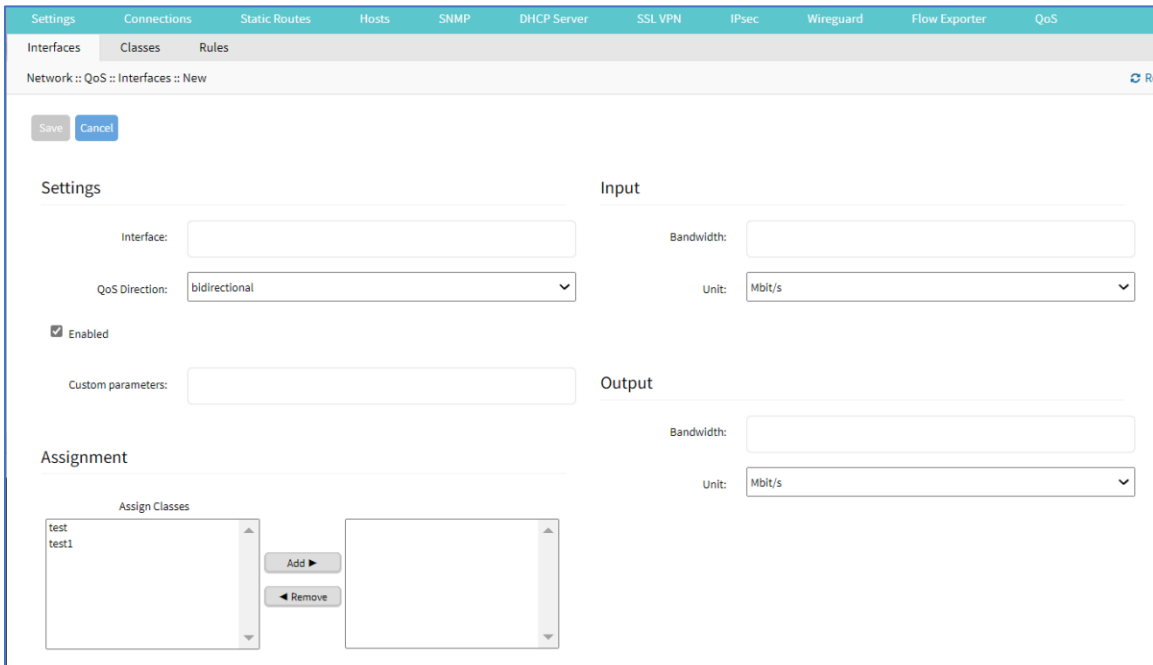 Settings Connections Static Routes Hosts SNMP DHCP Server SSL VPN IPsec Wireguard Flow Exporter QoS
Interfaces Classes Rules
Network :: QoS :: Interfaces :: New
Save Cancel
Settings
Interface:
QoS Direction: bidirectional
Enabled
Custom parameters:
Assignment
Assign Classes
test
test1
Add ►
◄ Remove
Input
Bandwidth:
Unit: Mbit/s
Output
Bandwidth:
Unit: Mbit/s